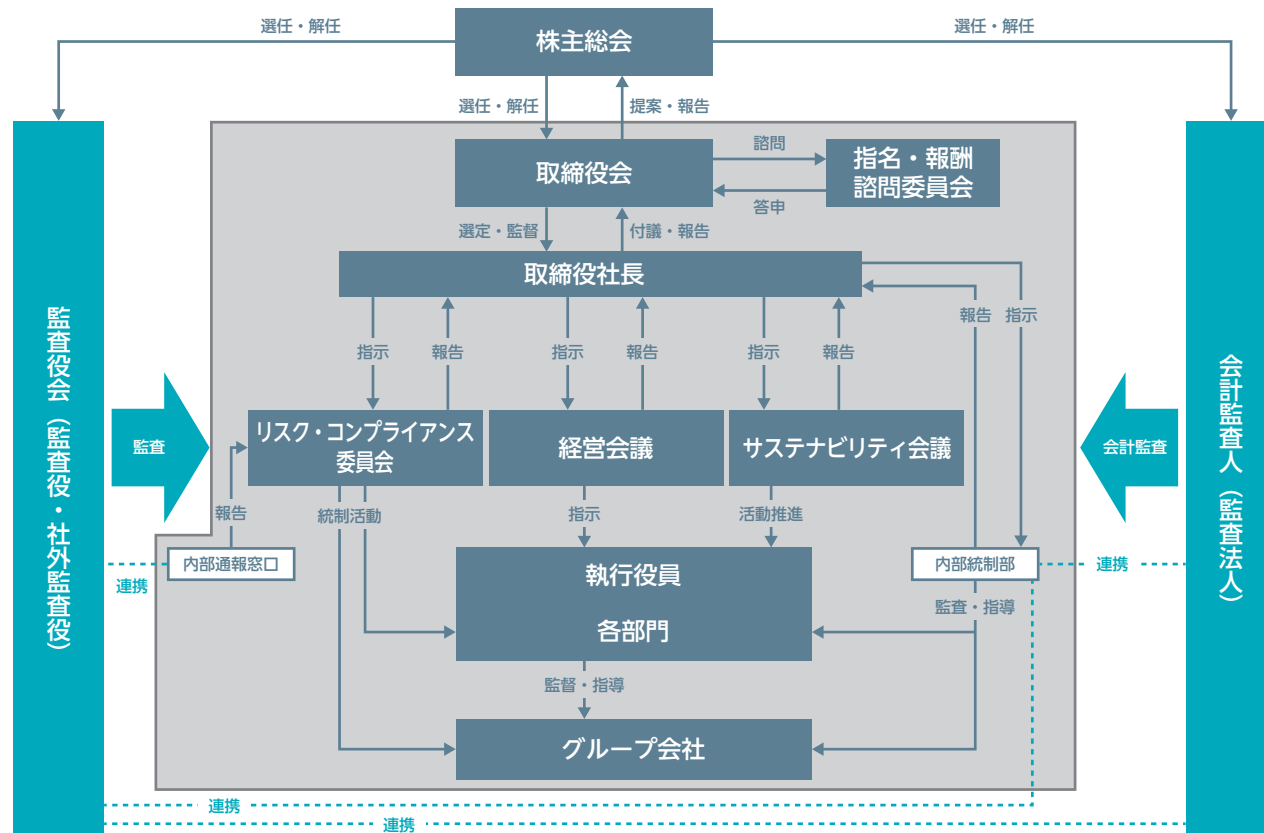 選任・解任
株主総会
選任・解任
選任・解任
提案・報告
取締役会
諮問
答申
指名・報酬
諮問委員会
選定・監督
付議・報告
取締役社長
指示
報告
指示
報告
指示
報告
報告
指示
監査役会（監査役・社外監査役）
監査
リスク・コンプライアンス
委員会
経営会議
サステナビリティ会議
会計監査
会計監査人（監査法人）
報告
統制活動
指示
活動推進
内部通報窓口
連携
執行役員
各部門
内部統制部
連携
監査・指導
監督・指導
グループ会社
連携
連携